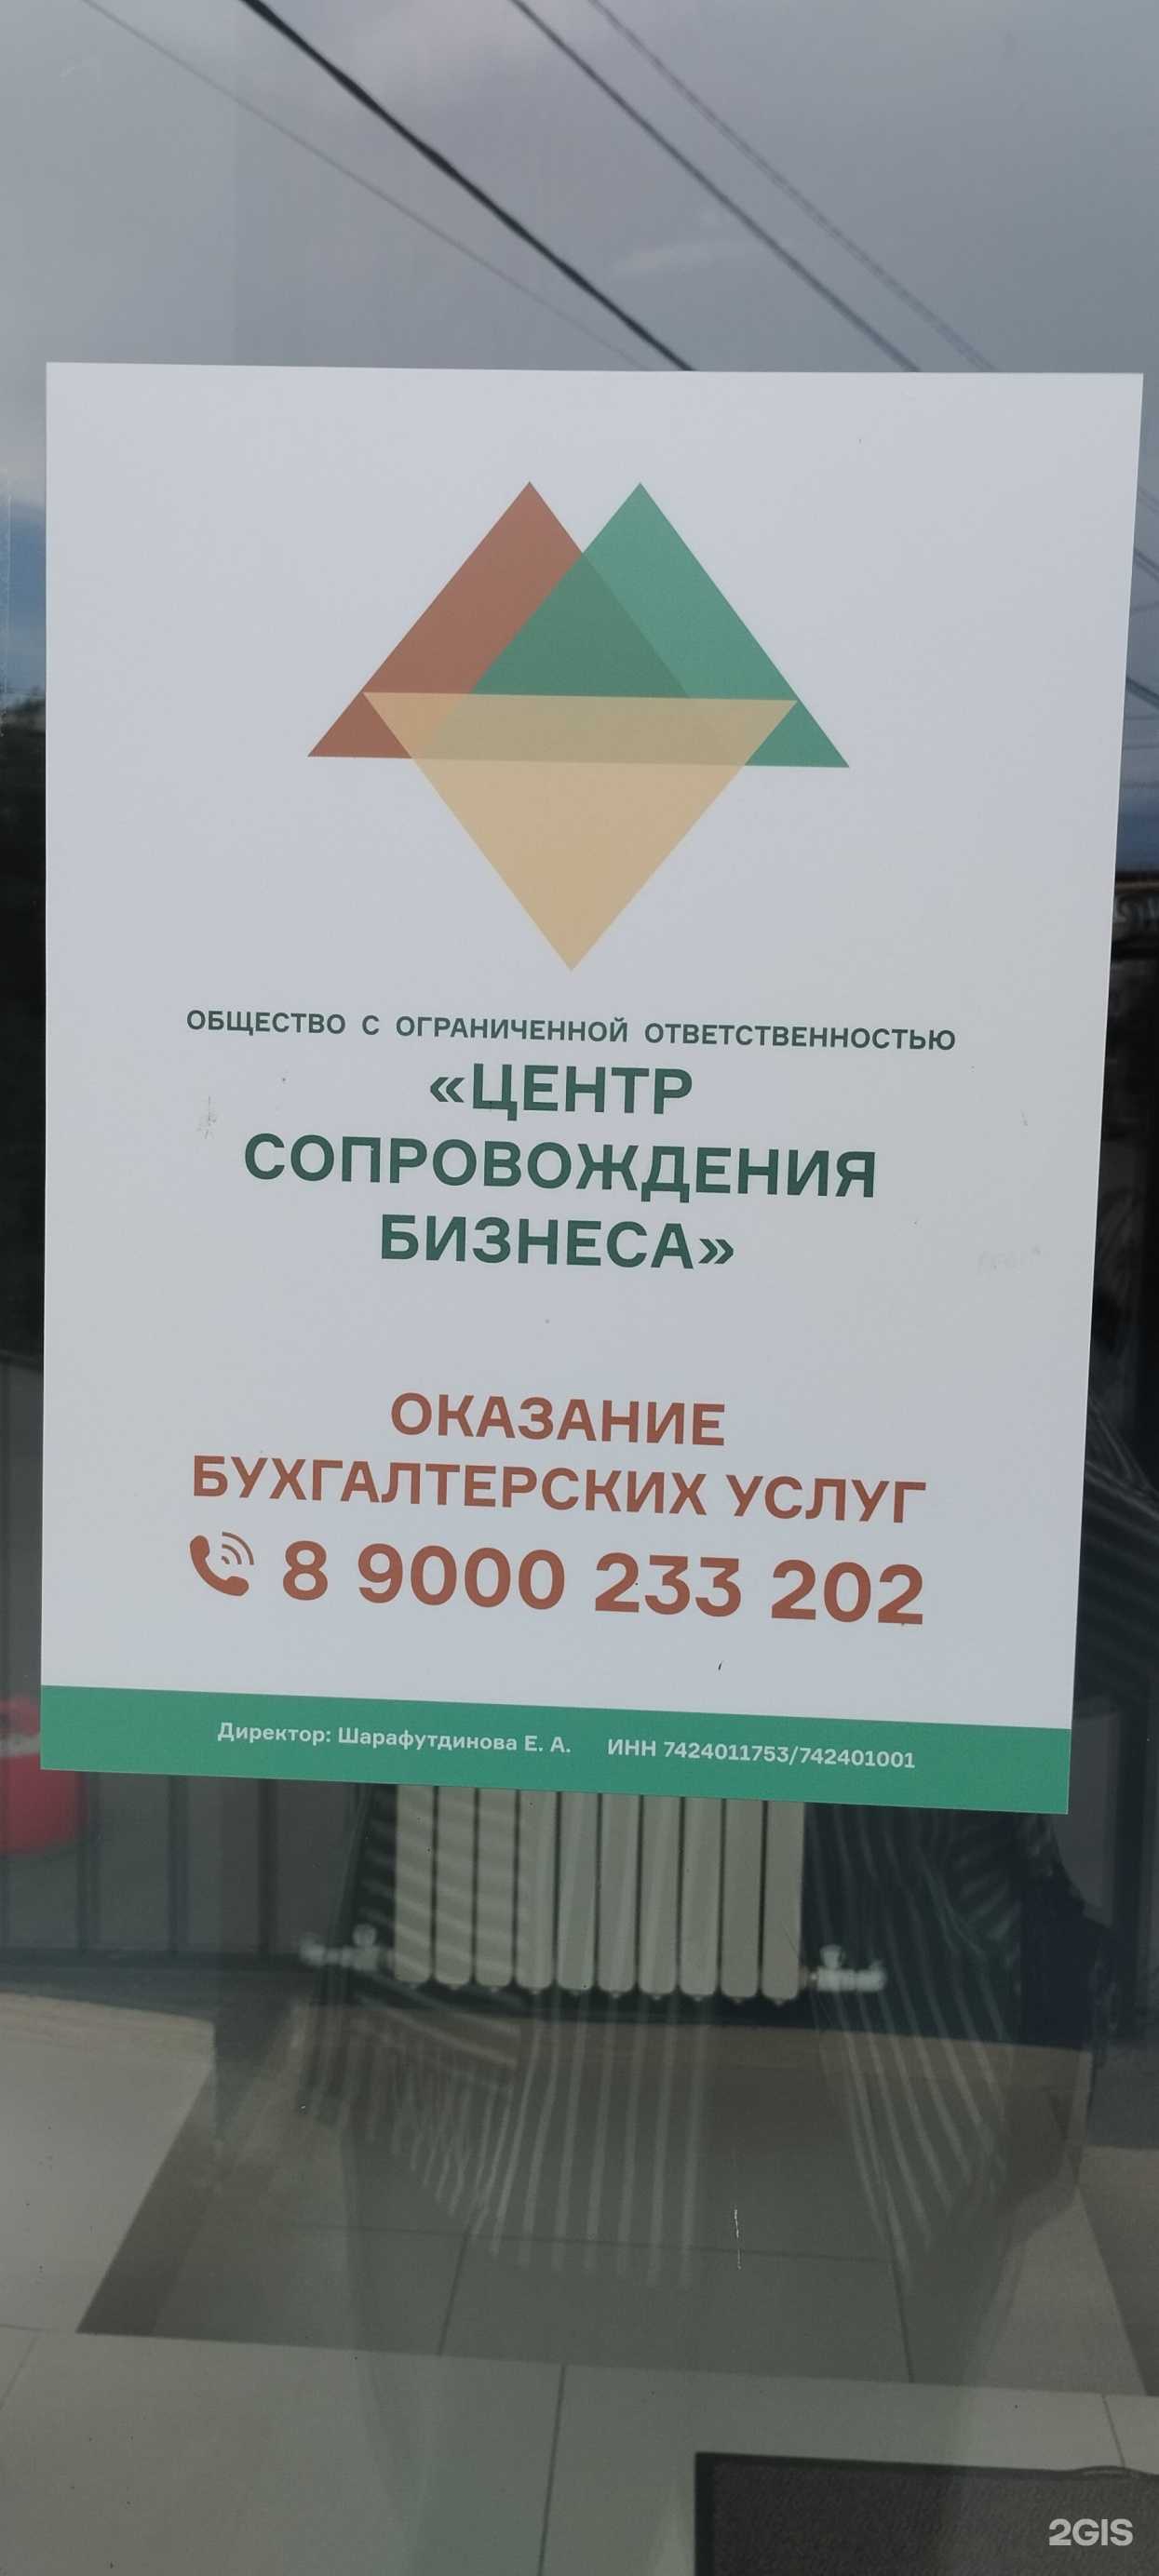 ОБЩЕСТВО С ОГРАНИЧЕННОЙ ОТВЕТСТВЕННОСТЬЮ
«ЦЕНТР
СОПРОВОЖДЕНИЯ
БИЗНЕСА»
ОКАЗАНИЕ
БУХГАЛТЕРСКИХ УСЛУГ
8 9000 233 202
Директор: Шарафутдинова Е. А. ИНН 7424011753/742401001
2GIS